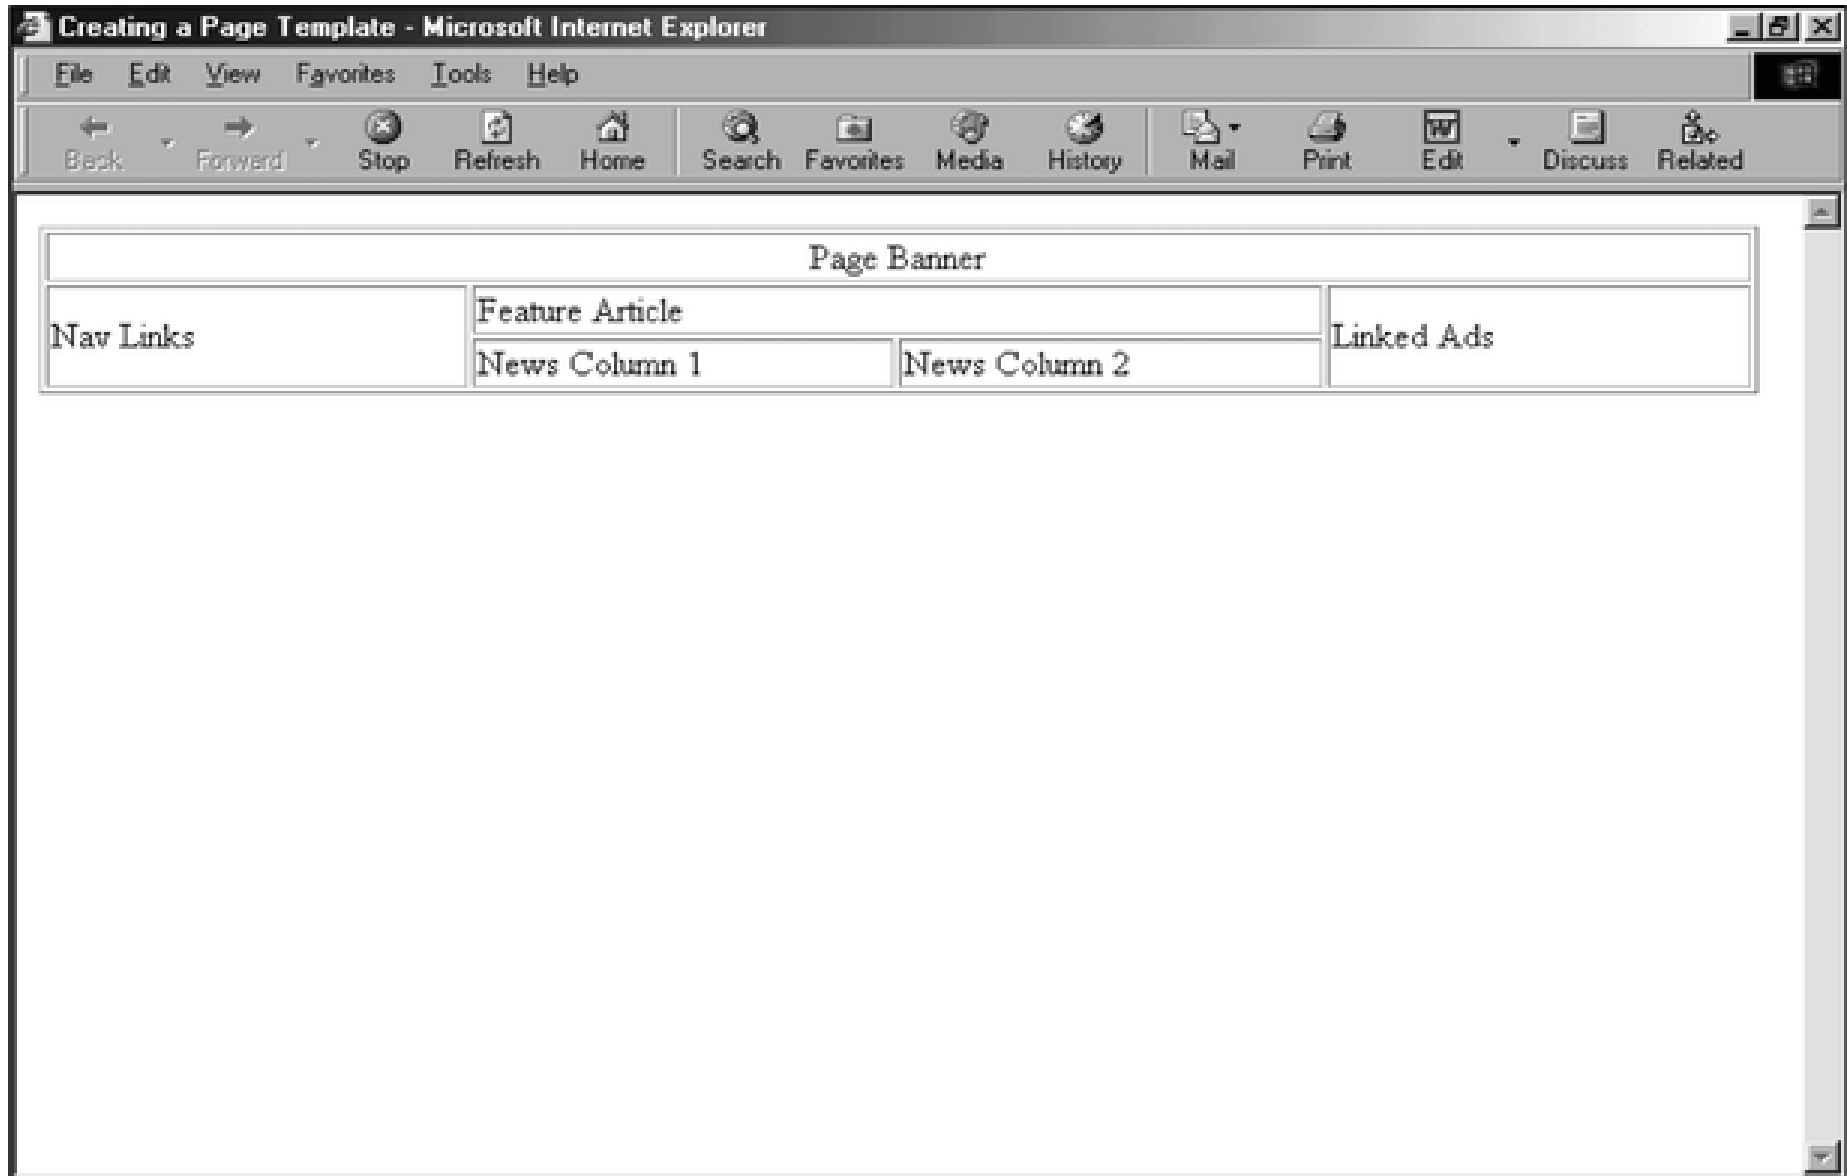 Creating a Page Template - Microsoft Internet Explorer
File Edit View Favorites Tools Help
Back Forward Stop Refresh Home Search Favorites Media History Mail Print Edit Discuss Related
Page Banner
Nav Links
Feature Article
News Column 1
News Column 2
Linked Ads